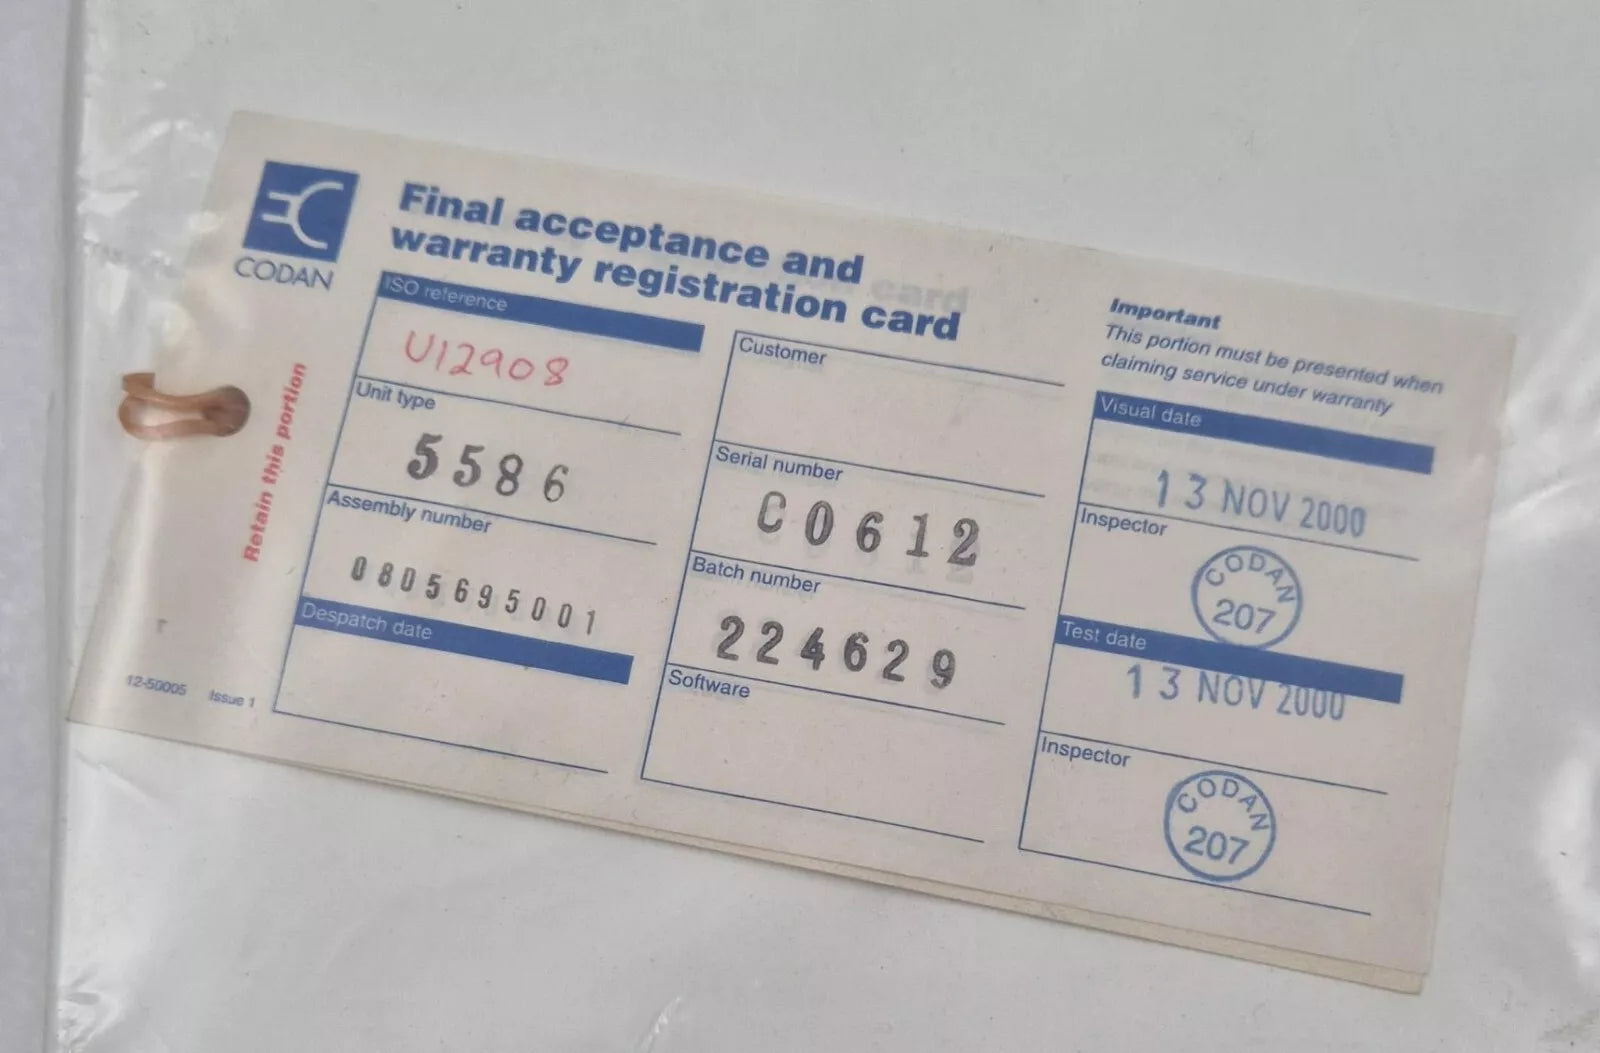 CODAN
Final acceptance and
warranty registration card
Retain this portion
ISO reference
U12908
Unit type
5586
Assembly number
0805695001
Despatch date
12-50005 Issue 1
Customer
Serial number
C0612
Batch number
224629
Software
Important
This portion must be presented when
claiming service under warranty
Visual date
13 NOV 2000
Inspector
CODAN
207
Test date
13 NOV 2000
Inspector
CODAN
207